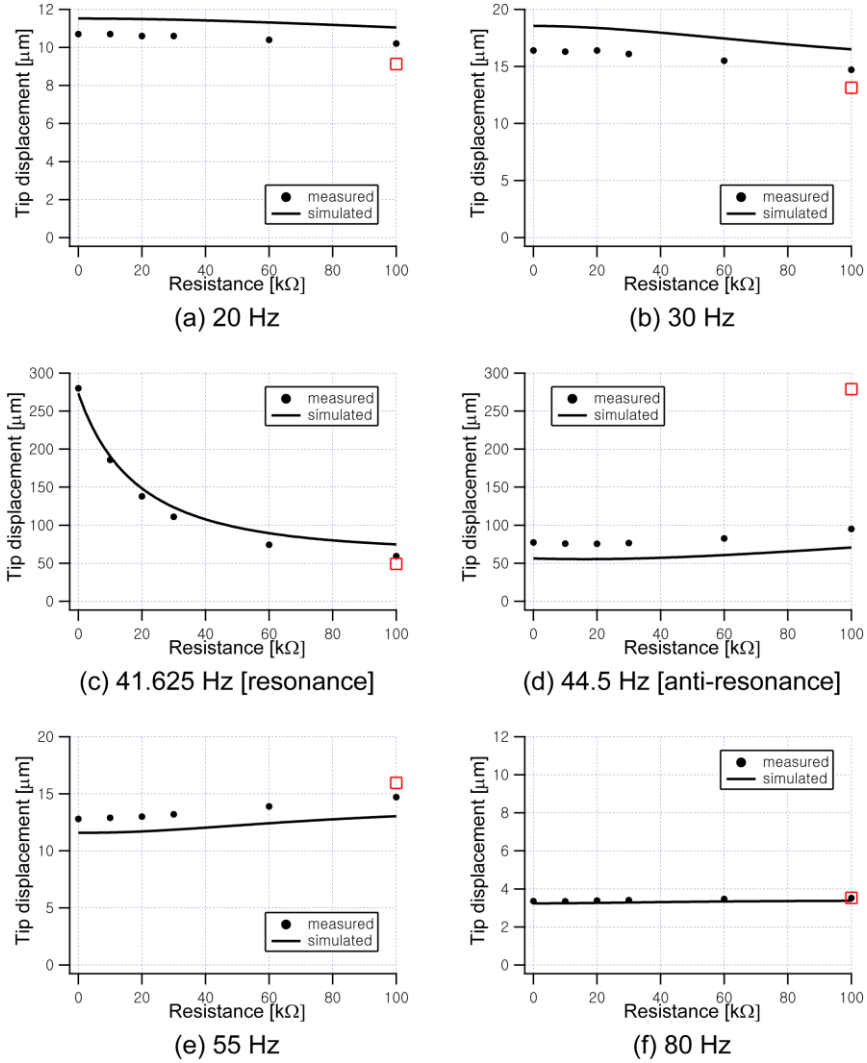 12
10
8
6
4
2
0
Tip displacement [μm]
measured
simulated
0 20 40 60 80 100
Resistance [kΩ]
(a) 20 Hz
20
15
10
5
0
Tip displacement [μm]
measured
simulated
0 20 40 60 80 100
Resistance [kΩ]
(b) 30 Hz
300
250
200
150
100
50
0
Tip displacement [μm]
measured
simulated
0 20 40 60 80 100
Resistance [kΩ]
(c) 41.625 Hz [resonance]
300
250
200
150
100
50
0
Tip displacement [μm]
measured
simulated
0 20 40 60 80 100
Resistance [kΩ]
(d) 44.5 Hz [anti-resonance]
20
15
10
5
0
Tip displacement [μm]
measured
simulated
0 20 40 60 80 100
Resistance [kΩ]
(e) 55 Hz
12
10
8
6
4
2
0
Tip displacement [μm]
measured
simulated
0 20 40 60 80 100
Resistance [kΩ]
(f) 80 Hz